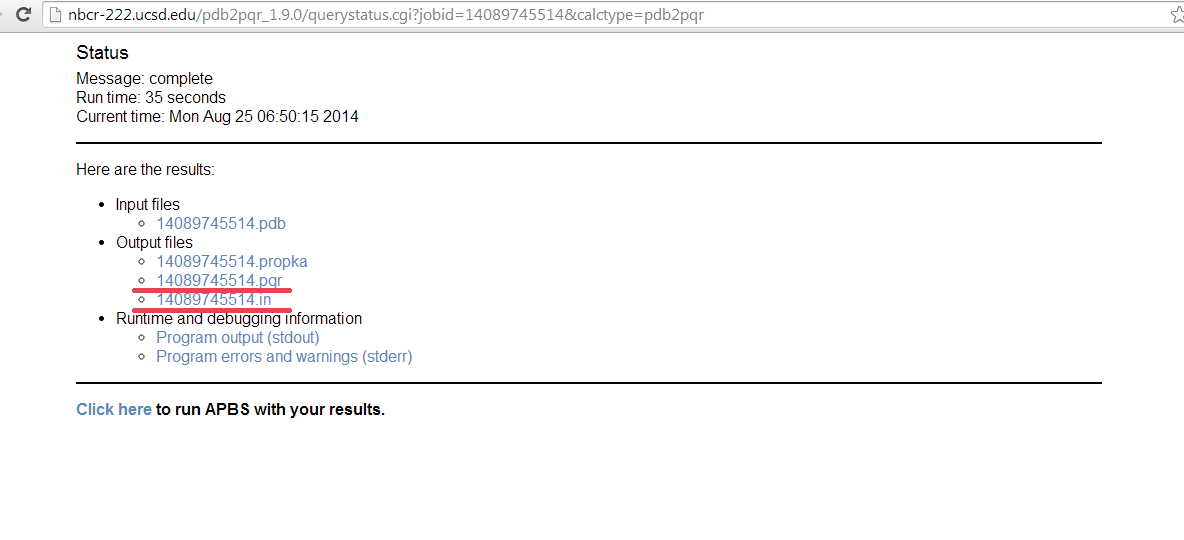 nbcr-222.ucsd.edu/pdb2pqr_1.9.0/querystatus.cgi?jobid=14089745514&calctype=pdb2pqr
Status
Message: complete
Run time: 35 seconds
Current time: Mon Aug 25 06:50:15 2014
Here are the results:
Input files
14089745514.pdb
Output files
14089745514.propka
14089745514.pqr
14089745514.in
Runtime and debugging information
Program output (stdout)
Program errors and warnings (stderr)
Click here to run APBS with your results.